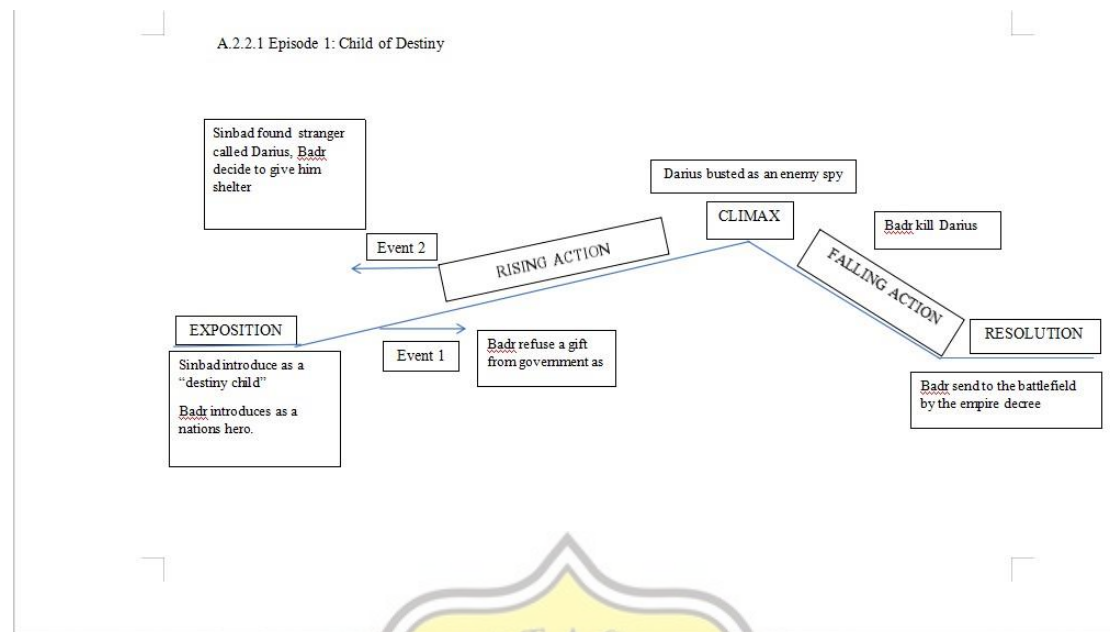 A.2.2.1 Episode 1: Child of Destiny
Sinbad found stranger
called Darius, Badr
decide to give him
shelter
Darius busted as an enemy spy
CLIMAX
Badr kill Darius
Event 2
RISING ACTION
FALLING ACTION
EXPOSITION
RESOLUTION
Event 1
Badr refuse a gift
from government as
Sinbad introduce as a
“destiny child”
Badr introduces as a
nations hero.
Badr send to the battlefield
by the empire decree